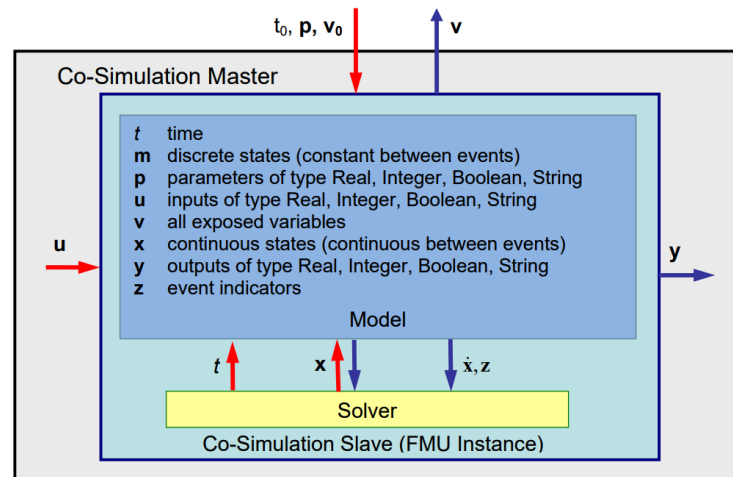 t0, p, v0
v
Co-Simulation Master
t time
m discrete states (constant between events)
p parameters of type Real, Integer, Boolean, String
u inputs of type Real, Integer, Boolean, String
v all exposed variables
x continuous states (continuous between events)
y outputs of type Real, Integer, Boolean, String
z event indicators
u
y
Model
t
x
ẋ, z
Solver
Co-Simulation Slave (FMU Instance)